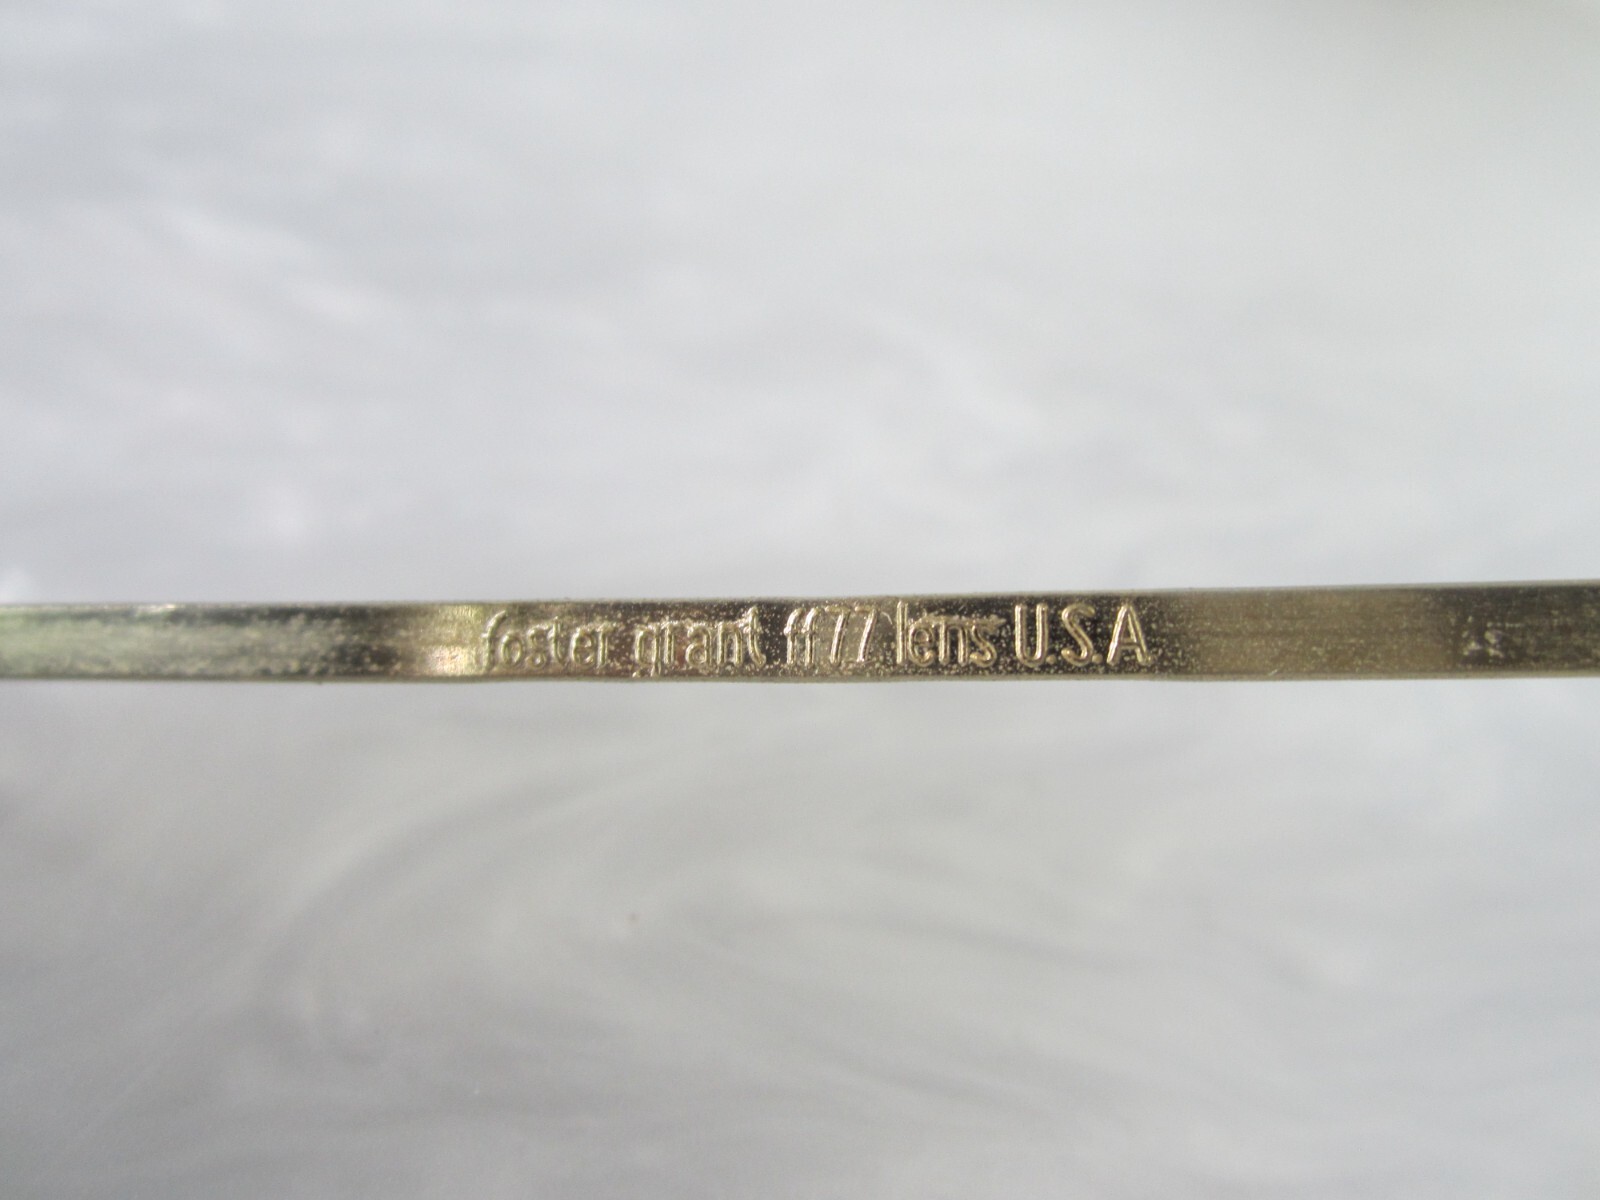 foster grant ff77 lens U.S.A.